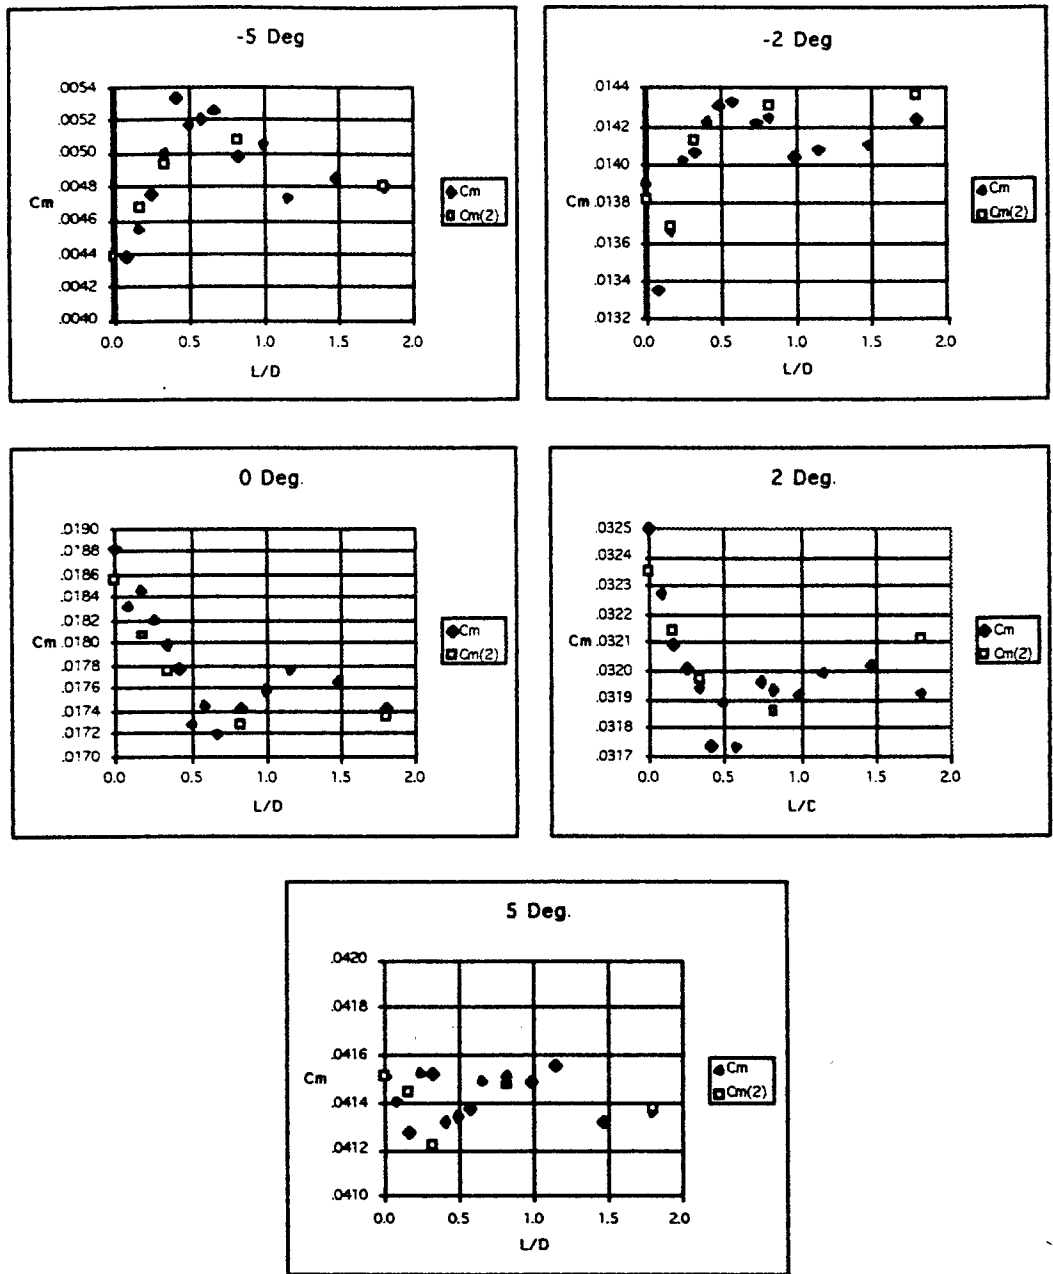 -5 Deg
.0054
.0052
.0050
.0048
Cm
.0046
.0044
.0042
.0040
0.0 0.5 1.0 1.5 2.0
L/D
Cm
Cm(2)
-2 Deg
.0144
.0142
.0140
Cm .0138
.0136
.0134
.0132
0.0 0.5 1.0 1.5 2.0
L/D
Cm
Cm(2)
0 Deg.
.0190
.0188
.0186
.0184
.0182
Cm .0180
.0178
.0176
.0174
.0172
.0170
0.0 0.5 1.0 1.5 2.0
L/D
Cm
Cm(2)
2 Deg.
.0325
.0324
.0323
.0322
Cm .0321
.0320
.0319
.0318
.0317
0.0 0.5 1.0 1.5 2.0
L/C
Cm
Cm(2)
5 Deg.
.0420
.0418
.0416
Cm
.0414
.0412
.0410
0.0 0.5 1.0 1.5 2.0
L/D
Cm
Cm(2)